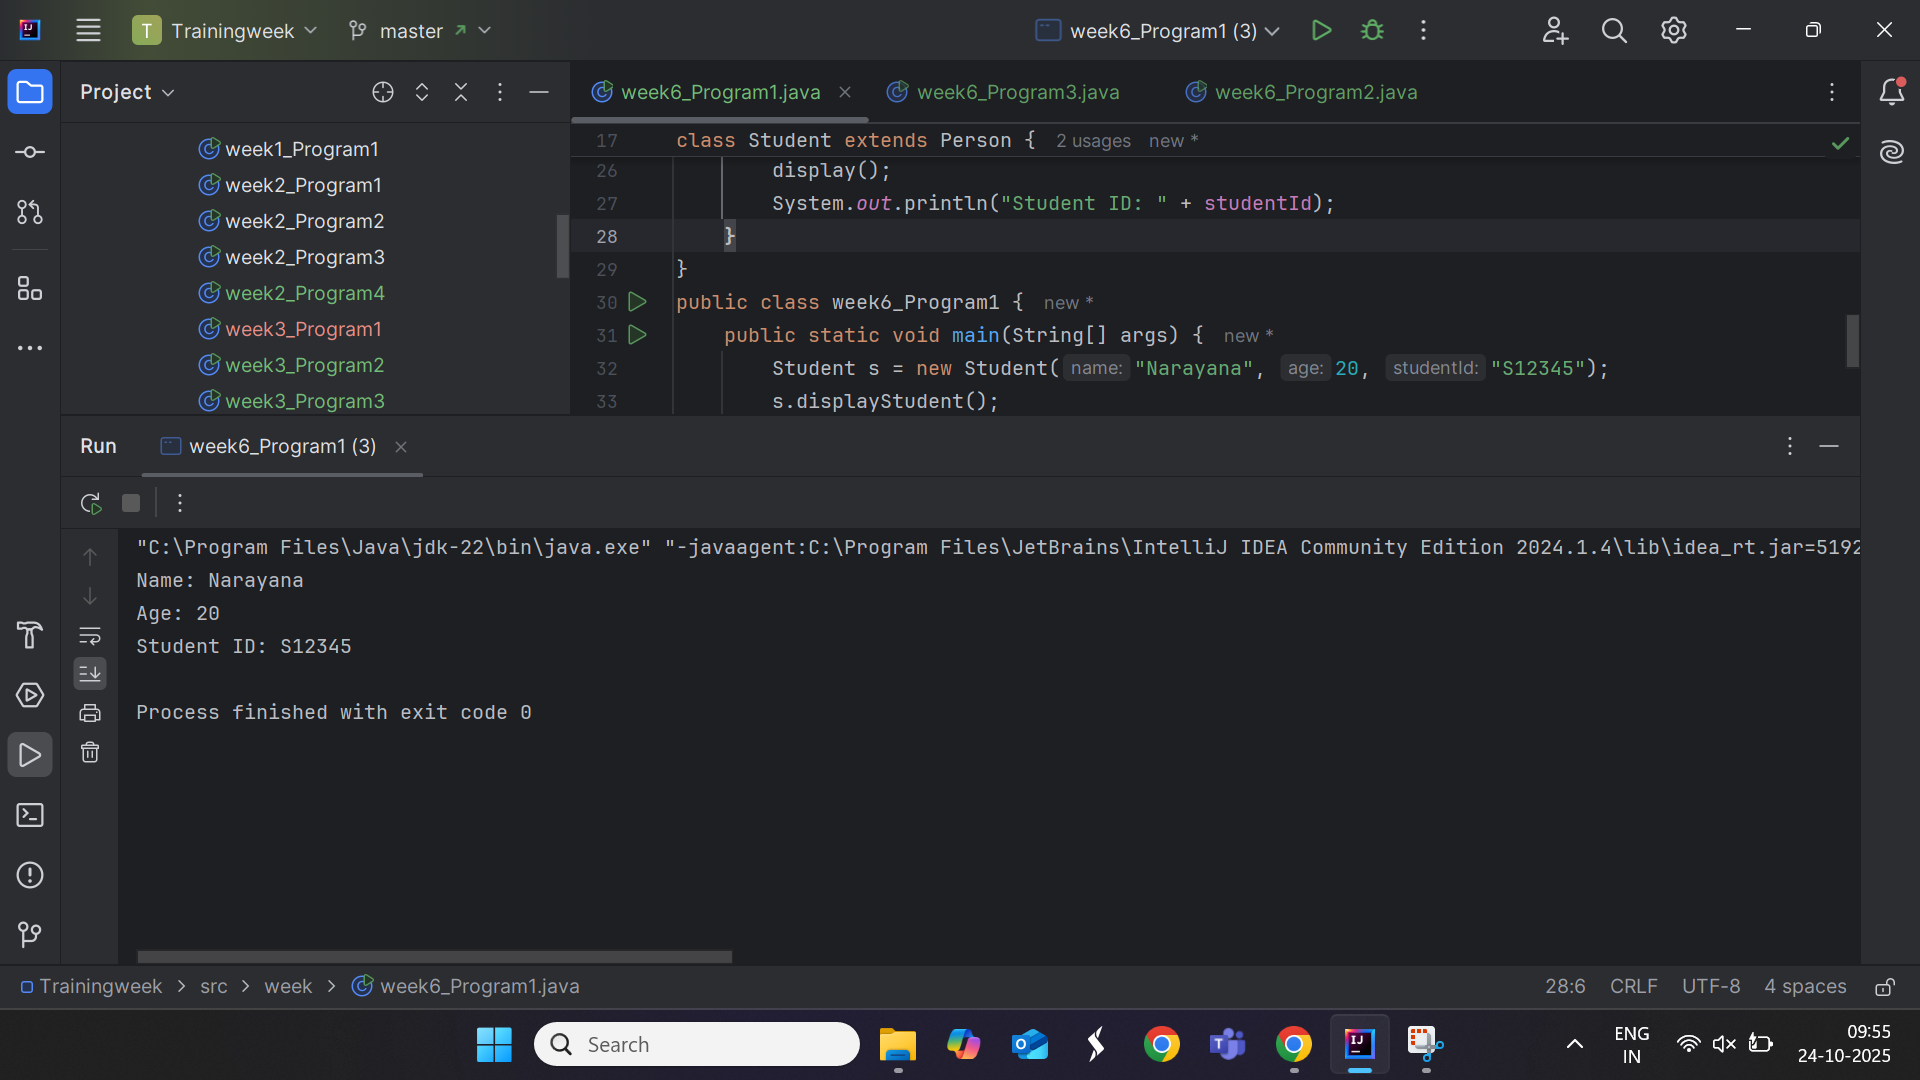 T Trainingweek master week6_Program1 (3)
Project
week6_Program1.java week6_Program3.java week6_Program2.java
week1_Program1
week2_Program1
week2_Program2
week2_Program3
week2_Program4
week3_Program1
week3_Program2
week3_Program3
17 class Student extends Person { 2 usages new *
26 display();
27 System.out.println("Student ID: " + studentId);
28 }
29 }
30 public class week6_Program1 { new *
31 public static void main(String[] args) { new *
32 Student s = new Student( name: "Narayana", age: 20, studentId: "S12345");
33 s.displayStudent();
Run week6_Program1 (3)
"C:\Program Files\Java\jdk-22\bin\java.exe" "-javaagent:C:\Program Files\JetBrains\IntelliJ IDEA Community Edition 2024.1.4\lib\idea_rt.jar=5192
Name: Narayana
Age: 20
Student ID: S12345
Process finished with exit code 0
Trainingweek > src > week > week6_Program1.java 28:6 CRLF UTF-8 4 spaces
Search
ENG
IN
09:55
24-10-2025